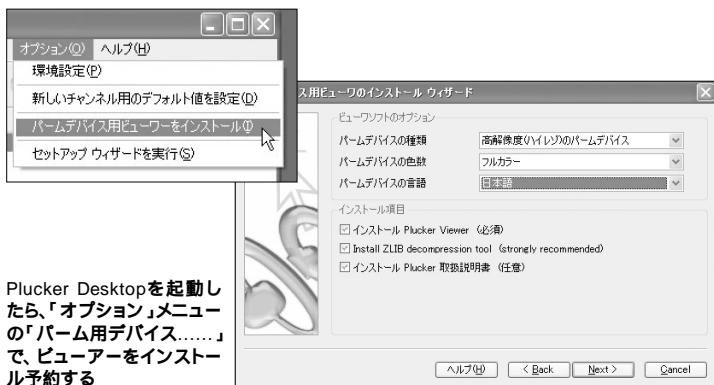 オプション(O) ヘルプ(H)
環境設定(P)
新しいチャンネル用のデフォルト値を設定(D)
パームデバイス用ビューワーをインストール(I)
セットアップ ウィザードを実行(S)
ス用ビューワのインストール ウィザード
ビューワソフトのオプション
パームデバイスの種類 高解像度(ハイレゾ)のパームデバイス
パームデバイスの色数 フルカラー
パームデバイスの言語 日本語
インストール項目
インストール Plucker Viewer (必須)
Install ZLIB decompression tool (strongly recommended)
インストール Plucker 取扱説明書 (任意)
ヘルプ(H) < Back Next > Cancel
Plucker Desktopを起動し
たら、「オプション」メニュー
の「パーム用デバイス……」
で、ビューアーをインストー
ル予約する